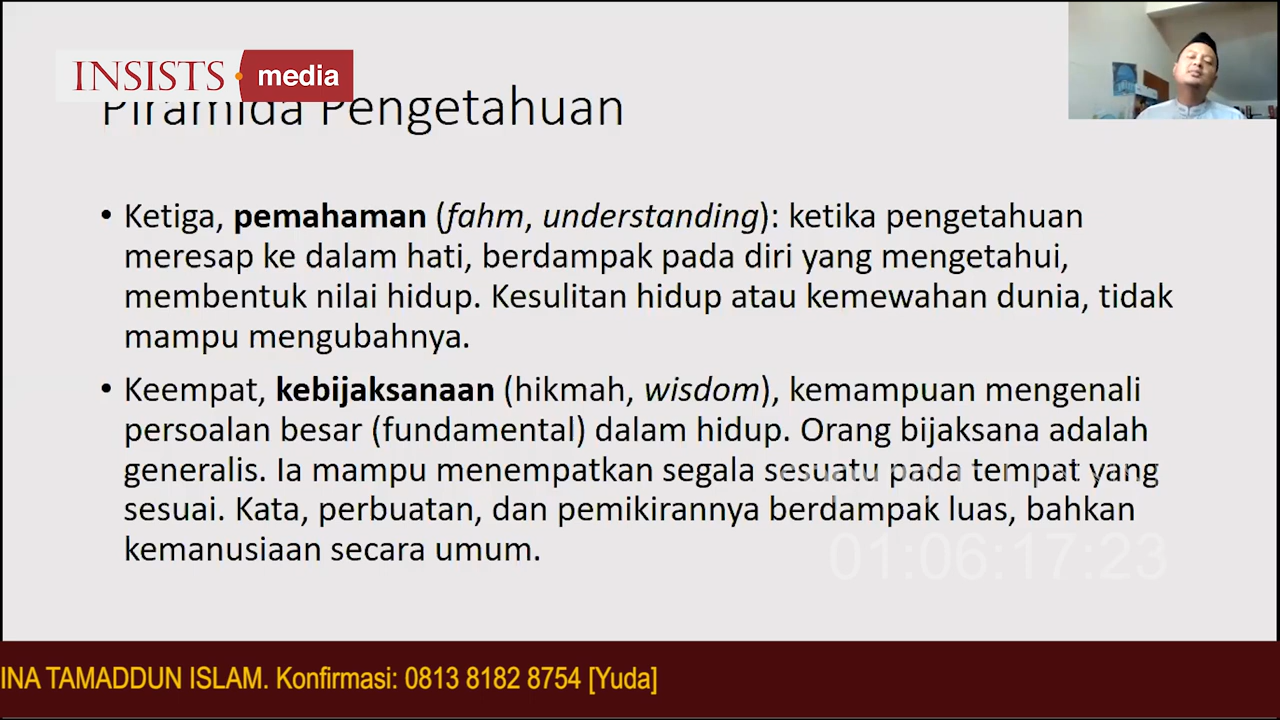 INSISTS media
Piramida Pengetahuan
• Ketiga, pemahaman (fahm, understanding): ketika pengetahuan
meresap ke dalam hati, berdampak pada diri yang mengetahui,
membentuk nilai hidup. Kesulitan hidup atau kemewahan dunia, tidak
mampu mengubahnya.
• Keempat, kebijaksanaan (hikmah, wisdom), kemampuan mengenali
persoalan besar (fundamental) dalam hidup. Orang bijaksana adalah
generalis. Ia mampu menempatkan segala sesuatu pada tempat yang
sesuai. Kata, perbuatan, dan pemikirannya berdampak luas, bahkan
kemanusiaan secara umum.
01:06:17:23
INA TAMADDUN ISLAM. Konfirmasi: 0813 8182 8754 [Yuda]